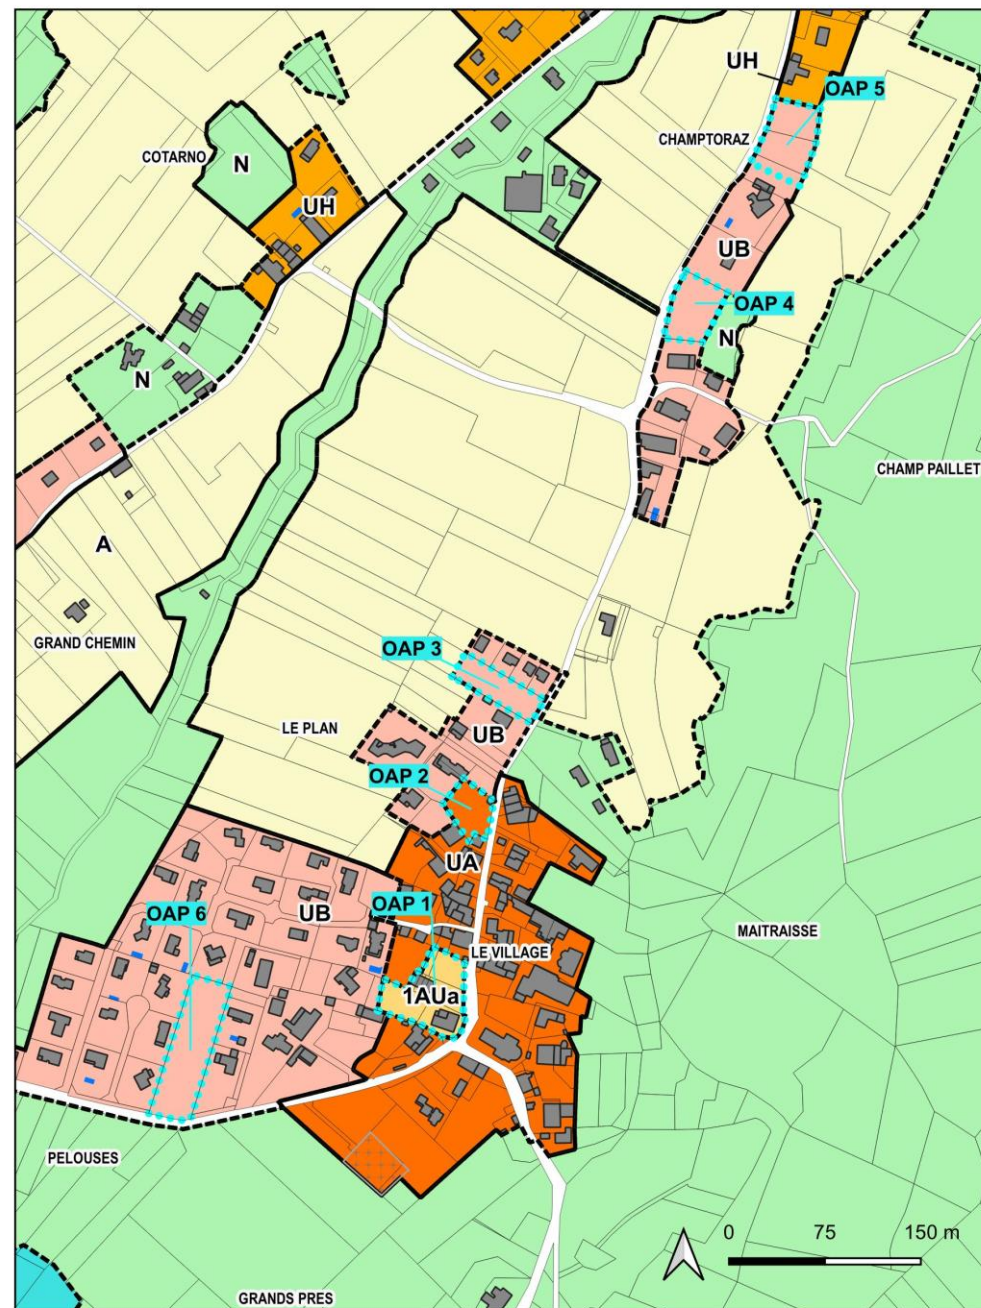 UH
OAP 5
CHAMPTORAZ
COTARNO
N
UH
UB
OAP 4
N
N
CHAMP PAILLET
A
GRAND CHEMIN
OAP 3
LE PLAN
UB
OAP 2
UA
OAP 1
OAP 6
UB
MAITRAISSE
LE VILLAGE
1AUa
PELOUSES
0 75 150 m
GRANDS PRES